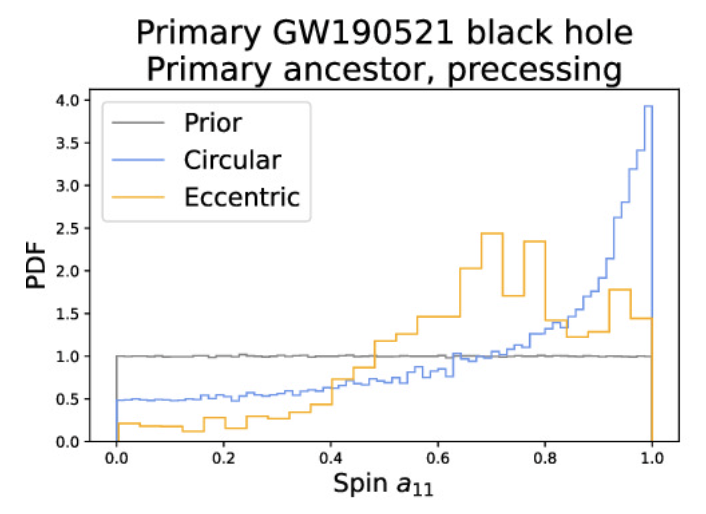 Primary GW190521 black hole
Primary ancestor, precessing
Prior
Circular
Eccentric
PDF
4.0
3.5
3.0
2.5
2.0
1.5
1.0
0.5
0.0
0.0 0.2 0.4 0.6 0.8 1.0
Spin a₁₁